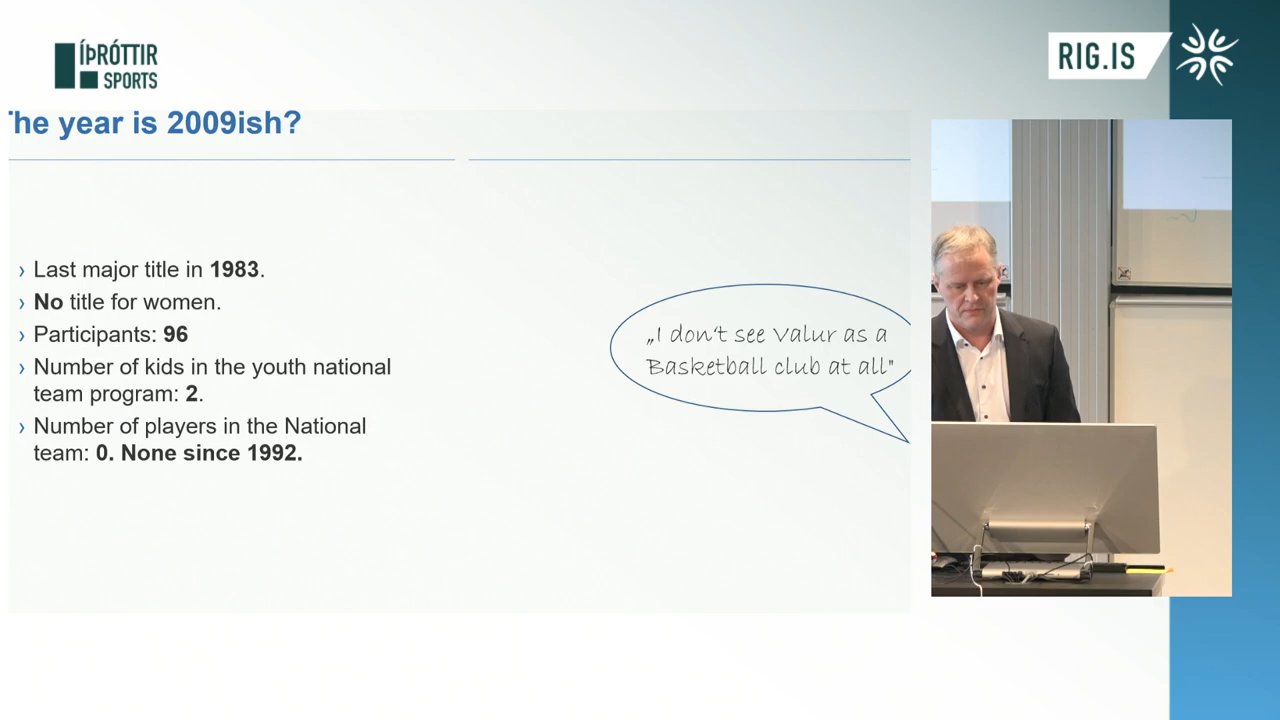 ÍÞRÓTTIR
SPORTS
RIG.IS
The year is 2009ish?
› Last major title in 1983.
› No title for women.
› Participants: 96
› Number of kids in the youth national
team program: 2.
› Number of players in the National
team: 0. None since 1992.
„I don't see Valur as a
Basketball club at all"